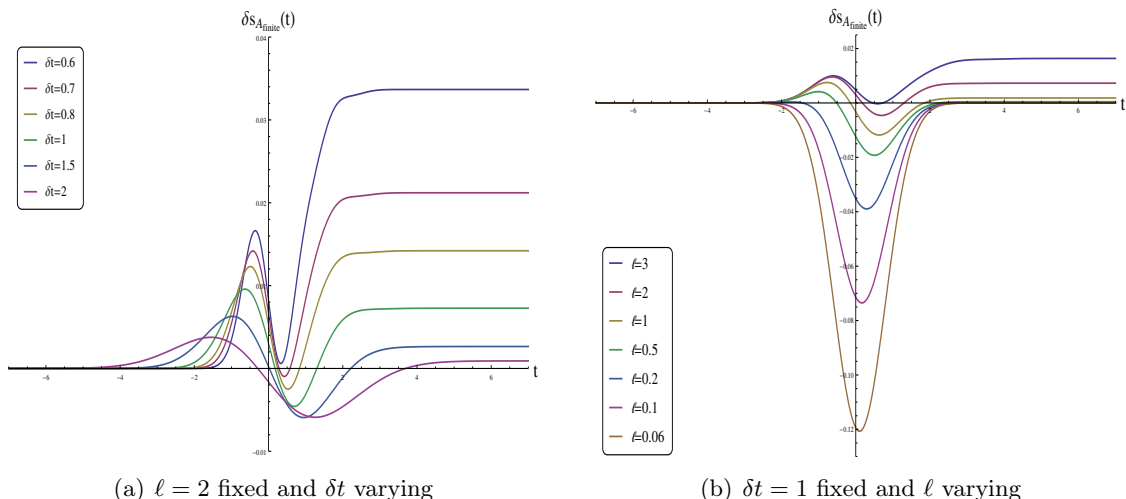 δs_{A_finite}(t)
0.04
0.03
0.02
0.01
-0.01
-6
-4
-2
2
4
6
t
δt=0.6
δt=0.7
δt=0.8
δt=1
δt=1.5
δt=2
(a) ℓ = 2 fixed and δt varying
δs_{A_finite}(t)
0.02
-0.02
-0.04
-0.06
-0.08
-0.10
-0.12
-6
-4
-2
2
4
6
t
ℓ=3
ℓ=2
ℓ=1
ℓ=0.5
ℓ=0.2
ℓ=0.1
ℓ=0.06
(b) δt = 1 fixed and ℓ varying